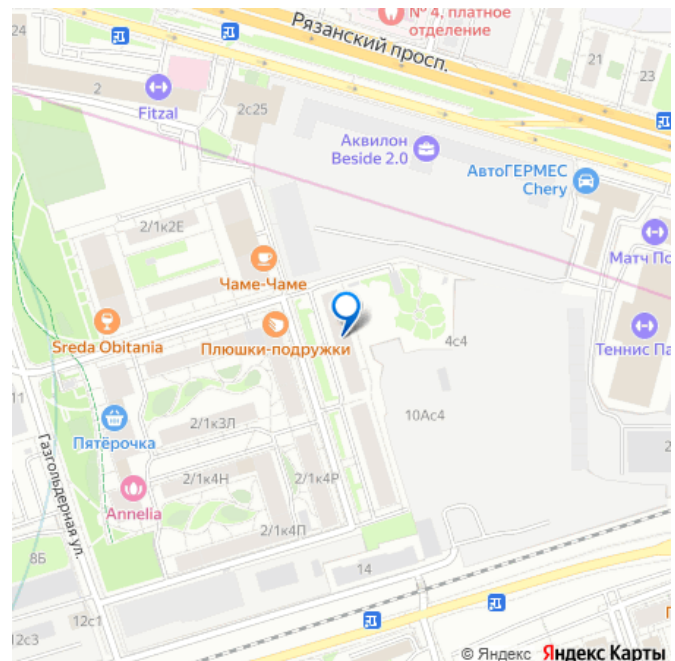 № 4, платное
отделение
Рязанский просп.
21
23
2
Fitzal
2с25
Аквилон
Beside 2.0
АвтоГЕРМЕС
Chery
2/1к2Е
Матч По
Чаме-Чаме
Sreda Obitania
Плюшки-подружки
4с4
Теннис Па
11
10Ас4
Пятёрочка
2/1к3Л
2
Газгольдерная ул.
2/1к4Н
2/1к4Р
Annelia
2/1к4П
8Б
14
12с1
12с3
© Яндекс Яндекс Карты